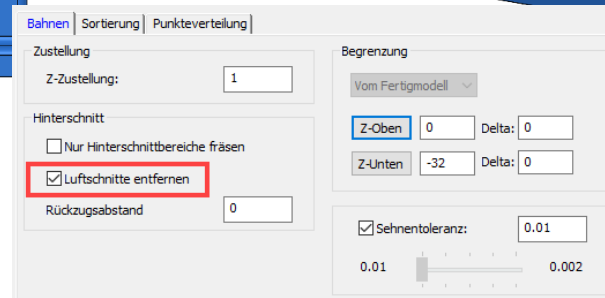 Bahnen Sortierung Punkteverteilung
Zustellung
Z-Zustellung: 1
Hinterschnitt
Nur Hinterschnittbereiche fräsen
Luftschnitte entfernen
Rückzugsabstand 0
Begrenzung
Vom Fertigmodell
Z-Oben 0 Delta: 0
Z-Unten -32 Delta: 0
Sehnentoleranz: 0.01
0.01 0.002